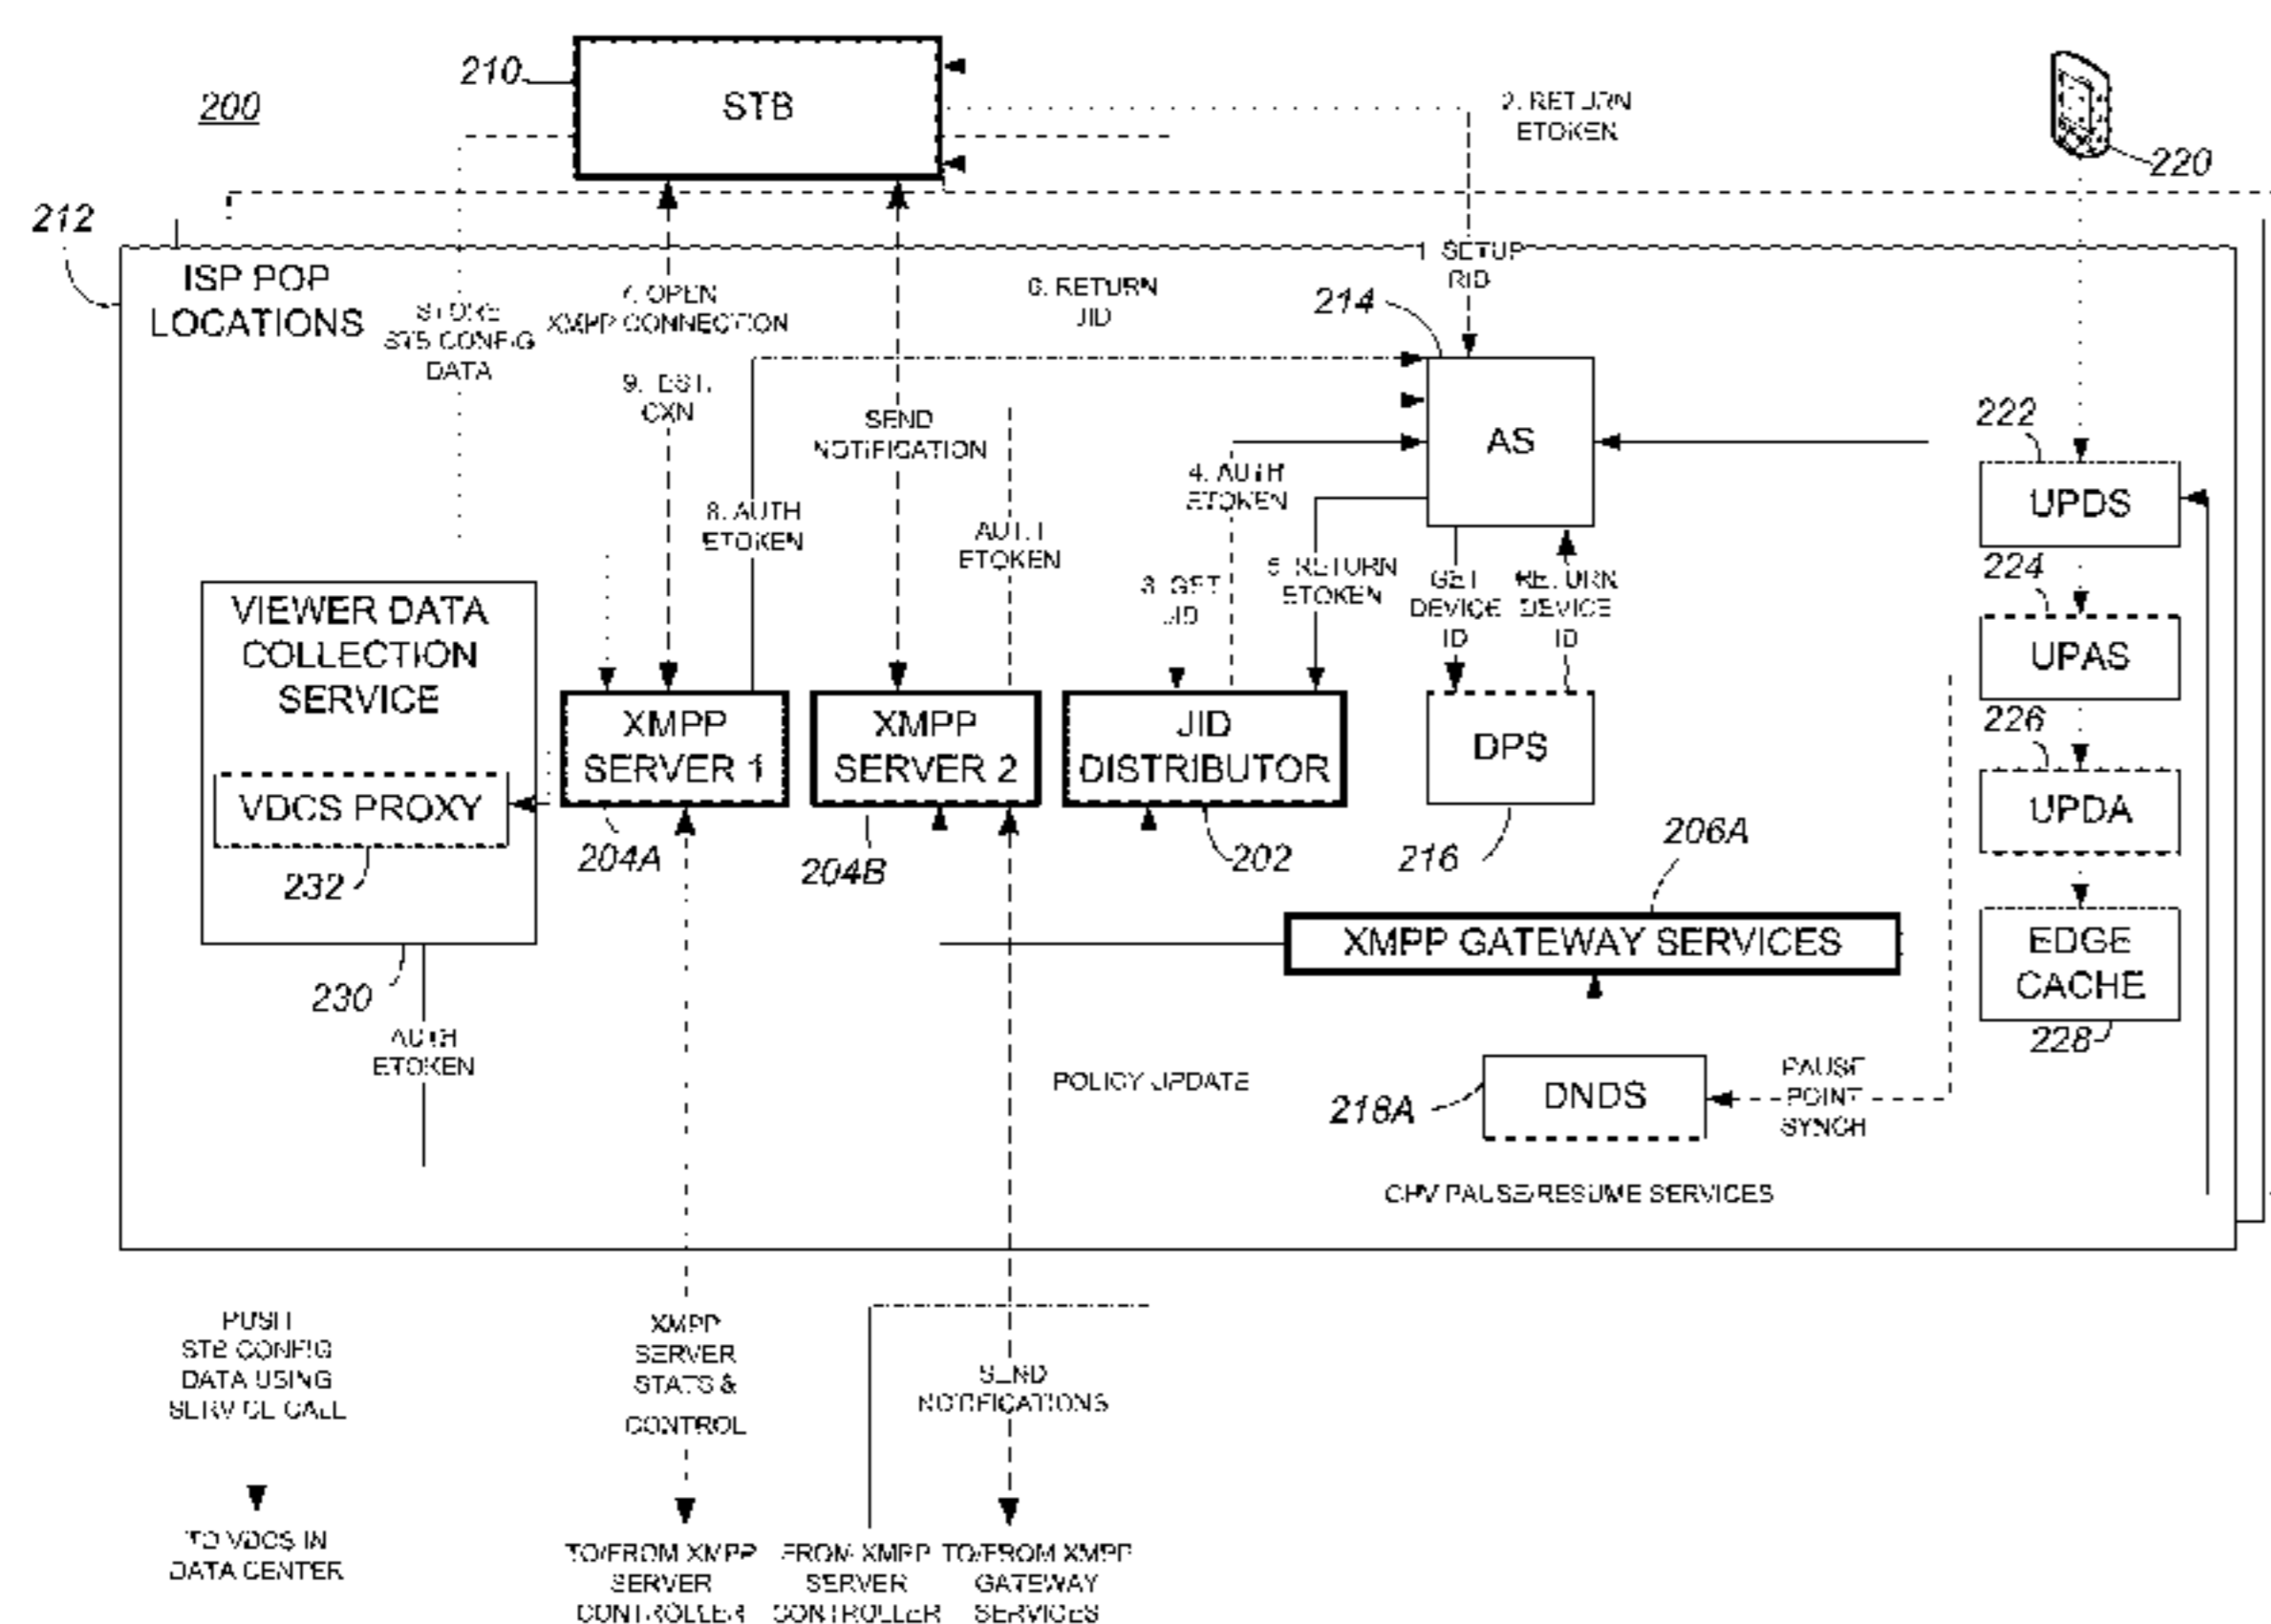 200
210
STB
2. RETURN
ETOKEN
220
212
ISP POP
LOCATIONS
STORE
STB CONFIG
DATA
7. OPEN
XMPP CONNECTION
9. EST.
CXN
6. RETURN
JID
1. SETUP
214
AS
SEND
NOTIFICATION
8. AUTH
ETOKEN
AUTH
ETOKEN
4. AUTH
ETOKEN
3. GET
JID
5. RETURN
ETOKEN
GET
DEVICE
ID
RETURN
DEVICE
ID
222
UPDS
224
UPAS
226
UPDA
EDGE
CACHE
228
VIEWER DATA
COLLECTION
SERVICE
VDCS PROXY
232
230
XMPP
SERVER 1
204A
XMPP
SERVER 2
204B
JID
DISTRIBUTOR
202
DPS
216
206A
XMPP GATEWAY SERVICES
AUTH
ETOKEN
POLICY UPDATE
218A
DNDS
PAUSE
POINT
SYNCH
PAUSE/RESUME SERVICES
PUSH
STB CONFIG
DATA USING
SERVICE CALL
TO VDCS IN
DATA CENTER
XMPP
SERVER
STATS &
CONTROL
TO/FROM XMPP
SERVER
CONTROLLER
FROM XMPP
SERVER
CONTROLLER
SEND
NOTIFICATIONS
TO/FROM XMPP
GATEWAY
SERVICES